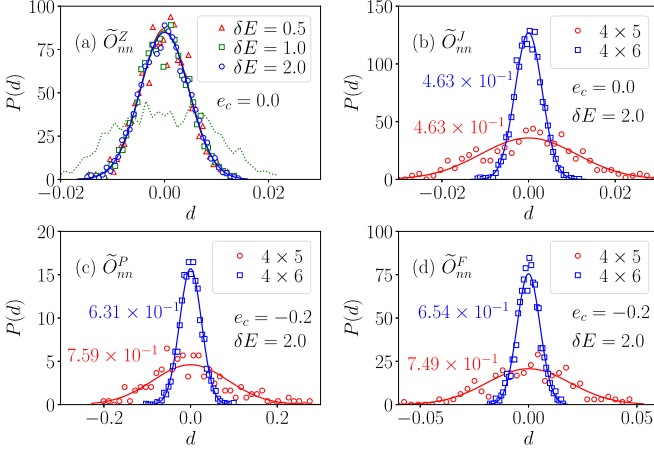 (a) Õ^Z_nn
δE = 0.5
δE = 1.0
δE = 2.0
e_c = 0.0
P(d)
100
75
50
25
0
−0.02 0.00 0.02
d
(b) Õ^J_nn
4 × 5
4 × 6
4.63 × 10⁻¹
4.63 × 10⁻¹
e_c = 0.0
δE = 2.0
P(d)
150
100
50
0
−0.02 0.00 0.02
d
(c) Õ^P_nn
4 × 5
4 × 6
6.31 × 10⁻¹
7.59 × 10⁻¹
e_c = −0.2
δE = 2.0
P(d)
20
15
10
5
0
−0.2 0.0 0.2
d
(d) Õ^F_nn
4 × 5
4 × 6
6.54 × 10⁻¹
7.49 × 10⁻¹
e_c = −0.2
δE = 2.0
P(d)
100
75
50
25
0
−0.05 0.00 0.05
d